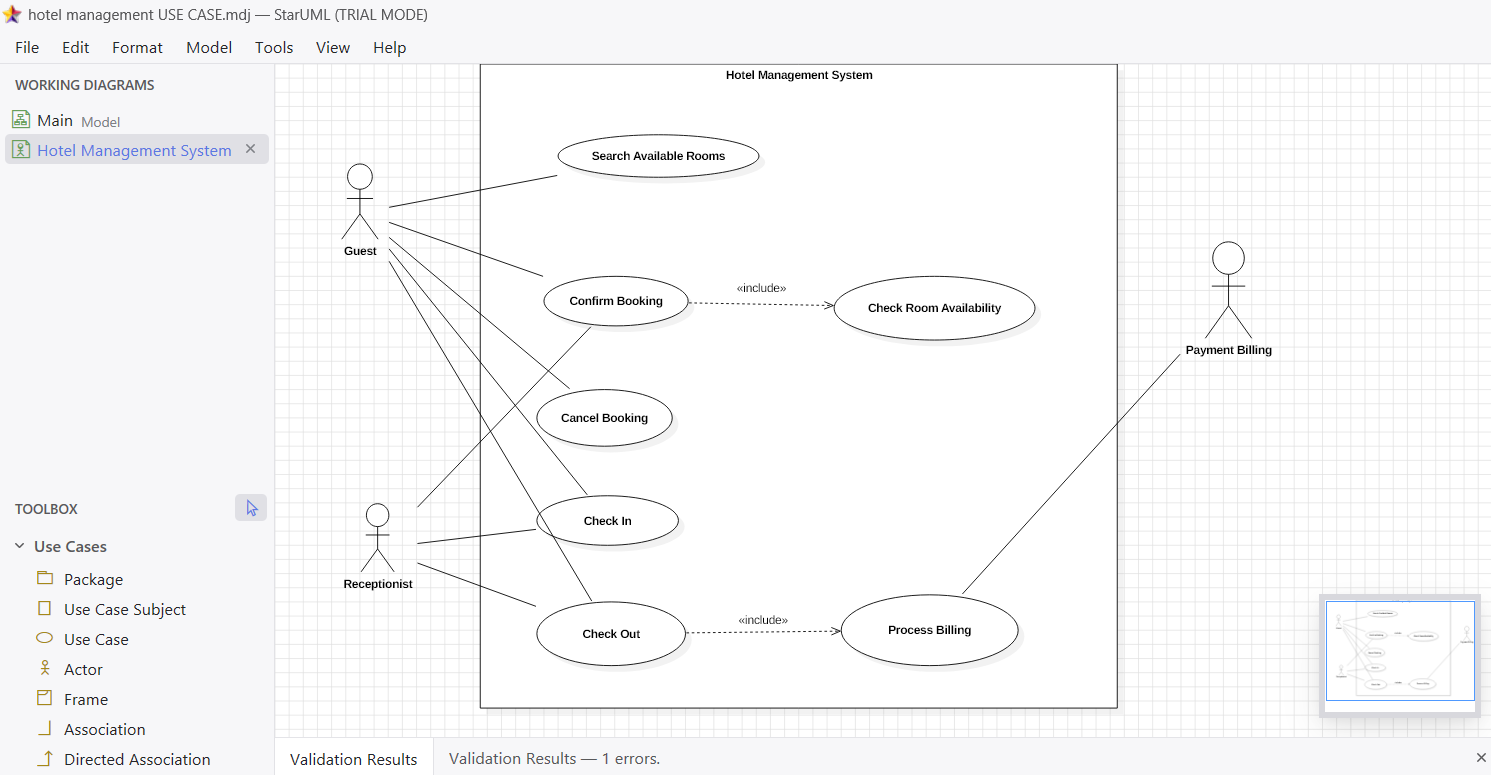 hotel management USE CASE.mdj — StarUML (TRIAL MODE)
File Edit Format Model Tools View Help
WORKING DIAGRAMS
Main Model
Hotel Management System
TOOLBOX
Use Cases
Package
Use Case Subject
Use Case
Actor
Frame
Association
Directed Association
Hotel Management System
Search Available Rooms
Guest
Confirm Booking
«include»
Check Room Availability
Payment Billing
Cancel Booking
Check In
Receptionist
Check Out
«include»
Process Billing
Validation Results
Validation Results — 1 errors.